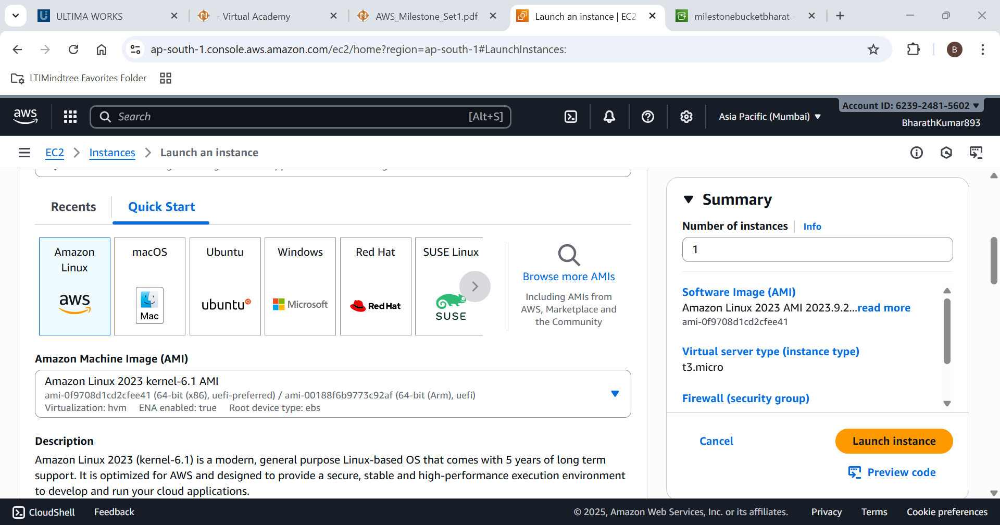 ULTIMA WORKS
- Virtual Academy
AWS_Milestone_Set1.pdf
Launch an instance | EC2
milestonebucketbharat -
ap-south-1.console.aws.amazon.com/ec2/home?region=ap-south-1#LaunchInstances:
B
LTIMindtree Favorites Folder
aws
Search
[Alt+S]
Asia Pacific (Mumbai)
Account ID: 6239-2481-5602
BharathKumar893
EC2
Instances
Launch an instance
Recents
Quick Start
Amazon
Linux
aws
macOS
Mac
Ubuntu
ubuntu
Windows
Microsoft
Red Hat
Red Hat
SUSE Linux
SUSE
Browse more AMIs
Including AMIs from
AWS, Marketplace and
the Community
Amazon Machine Image (AMI)
Amazon Linux 2023 kernel-6.1 AMI
ami-0f9708d1cd2cfee41 (64-bit (x86), uefi-preferred) / ami-00188f6b9773c92af (64-bit (Arm), uefi)
Virtualization: hvm ENA enabled: true Root device type: ebs
Description
Amazon Linux 2023 (kernel-6.1) is a modern, general purpose Linux-based OS that comes with 5 years of long term
support. It is optimized for AWS and designed to provide a secure, stable and high-performance execution environment
to develop and run your cloud applications.
Summary
Number of instances
Info
1
Software Image (AMI)
Amazon Linux 2023 AMI 2023.9.2...read more
ami-0f9708d1cd2cfee41
Virtual server type (instance type)
t3.micro
Firewall (security group)
Cancel
Launch instance
Preview code
CloudShell
Feedback
© 2025, Amazon Web Services, Inc. or its affiliates.
Privacy
Terms
Cookie preferences